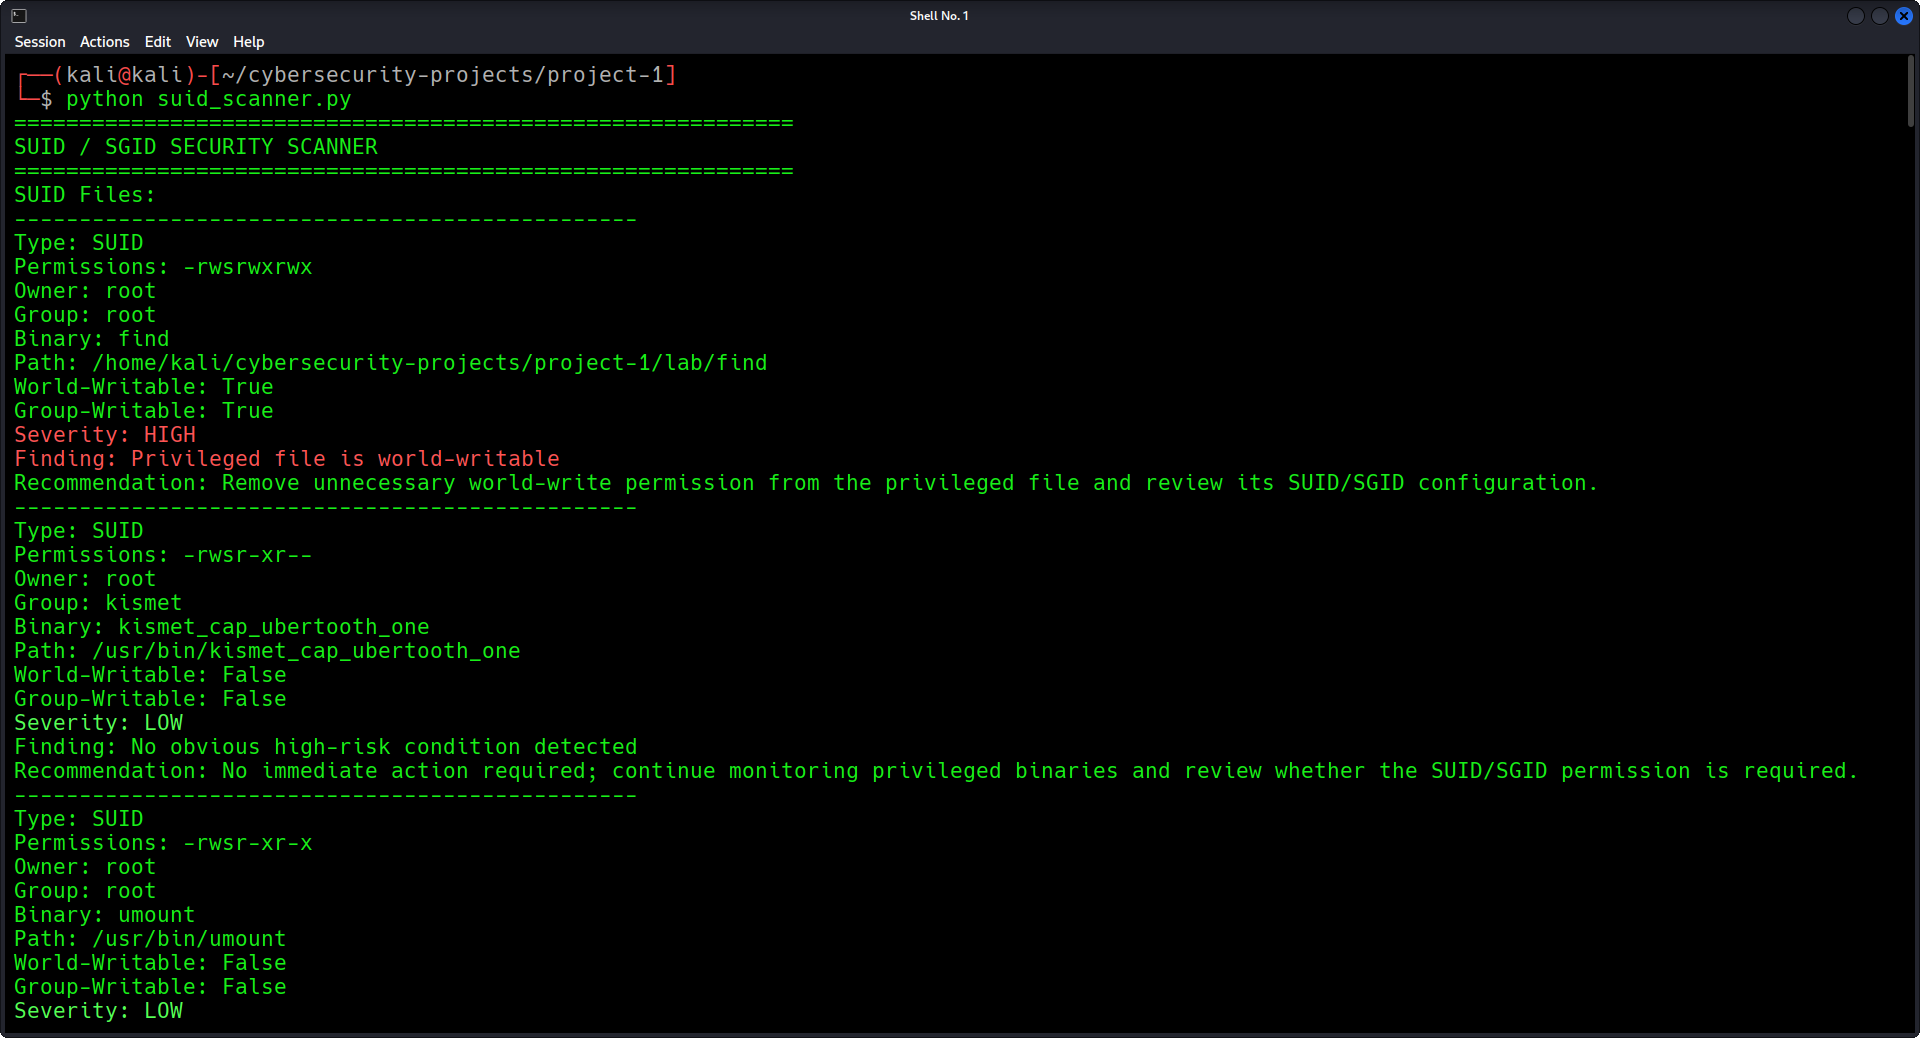 Shell No. 1
Session Actions Edit View Help
┌──(kali@kali)-[~/cybersecurity-projects/project-1]
└─$ python suid_scanner.py
============================================================
SUID / SGID SECURITY SCANNER
============================================================
SUID Files:
------------------------------------------------
Type: SUID
Permissions: -rwsrwxrwx
Owner: root
Group: root
Binary: find
Path: /home/kali/cybersecurity-projects/project-1/lab/find
World-Writable: True
Group-Writable: True
Severity: HIGH
Finding: Privileged file is world-writable
Recommendation: Remove unnecessary world-write permission from the privileged file and review its SUID/SGID configuration.
------------------------------------------------
Type: SUID
Permissions: -rwsr-xr--
Owner: root
Group: kismet
Binary: kismet_cap_ubertooth_one
Path: /usr/bin/kismet_cap_ubertooth_one
World-Writable: False
Group-Writable: False
Severity: LOW
Finding: No obvious high-risk condition detected
Recommendation: No immediate action required; continue monitoring privileged binaries and review whether the SUID/SGID permission is required.
------------------------------------------------
Type: SUID
Permissions: -rwsr-xr-x
Owner: root
Group: root
Binary: umount
Path: /usr/bin/umount
World-Writable: False
Group-Writable: False
Severity: LOW